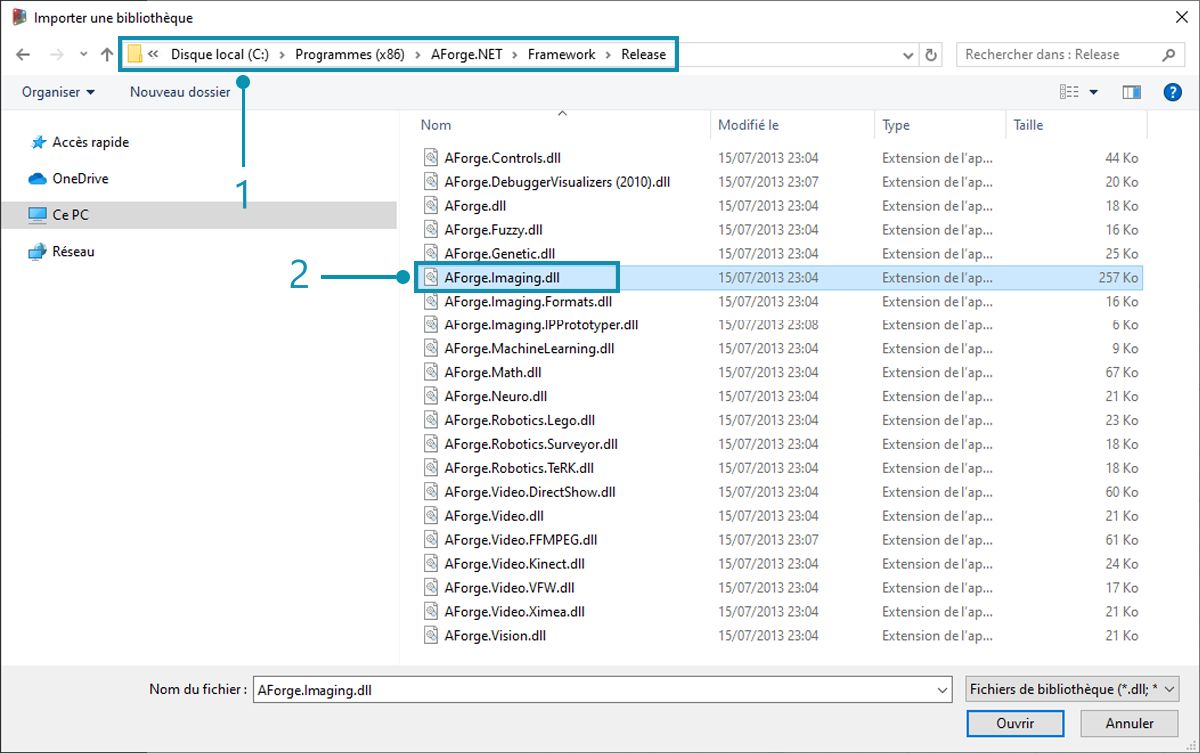 Importer une bibliothèque
« Disque local (C:) › Programmes (x86) › AForge.NET › Framework › Release
Rechercher dans : Release
Organiser Nouveau dossier
1
2
Nom Modifié le Type Taille
Accès rapide
OneDrive
Ce PC
Réseau
AForge.Controls.dll 15/07/2013 23:04 Extension de l'ap... 44 Ko
AForge.DebuggerVisualizers (2010).dll 15/07/2013 23:07 Extension de l'ap... 20 Ko
AForge.dll 15/07/2013 23:04 Extension de l'ap... 18 Ko
AForge.Fuzzy.dll 15/07/2013 23:04 Extension de l'ap... 16 Ko
AForge.Genetic.dll 15/07/2013 23:04 Extension de l'ap... 25 Ko
AForge.Imaging.dll 15/07/2013 23:04 Extension de l'ap... 257 Ko
AForge.Imaging.Formats.dll 15/07/2013 23:04 Extension de l'ap... 16 Ko
AForge.Imaging.IPPrototyper.dll 15/07/2013 23:08 Extension de l'ap... 6 Ko
AForge.MachineLearning.dll 15/07/2013 23:04 Extension de l'ap... 9 Ko
AForge.Math.dll 15/07/2013 23:04 Extension de l'ap... 67 Ko
AForge.Neuro.dll 15/07/2013 23:04 Extension de l'ap... 21 Ko
AForge.Robotics.Lego.dll 15/07/2013 23:04 Extension de l'ap... 23 Ko
AForge.Robotics.Surveyor.dll 15/07/2013 23:04 Extension de l'ap... 18 Ko
AForge.Robotics.TeRK.dll 15/07/2013 23:04 Extension de l'ap... 18 Ko
AForge.Video.DirectShow.dll 15/07/2013 23:04 Extension de l'ap... 60 Ko
AForge.Video.dll 15/07/2013 23:04 Extension de l'ap... 21 Ko
AForge.Video.FFMPEG.dll 15/07/2013 23:07 Extension de l'ap... 61 Ko
AForge.Video.Kinect.dll 15/07/2013 23:04 Extension de l'ap... 24 Ko
AForge.Video.VFW.dll 15/07/2013 23:04 Extension de l'ap... 17 Ko
AForge.Video.Ximea.dll 15/07/2013 23:04 Extension de l'ap... 21 Ko
AForge.Vision.dll 15/07/2013 23:04 Extension de l'ap... 21 Ko
Nom du fichier : AForge.Imaging.dll Fichiers de bibliothèque (*.dll; *
Ouvrir Annuler